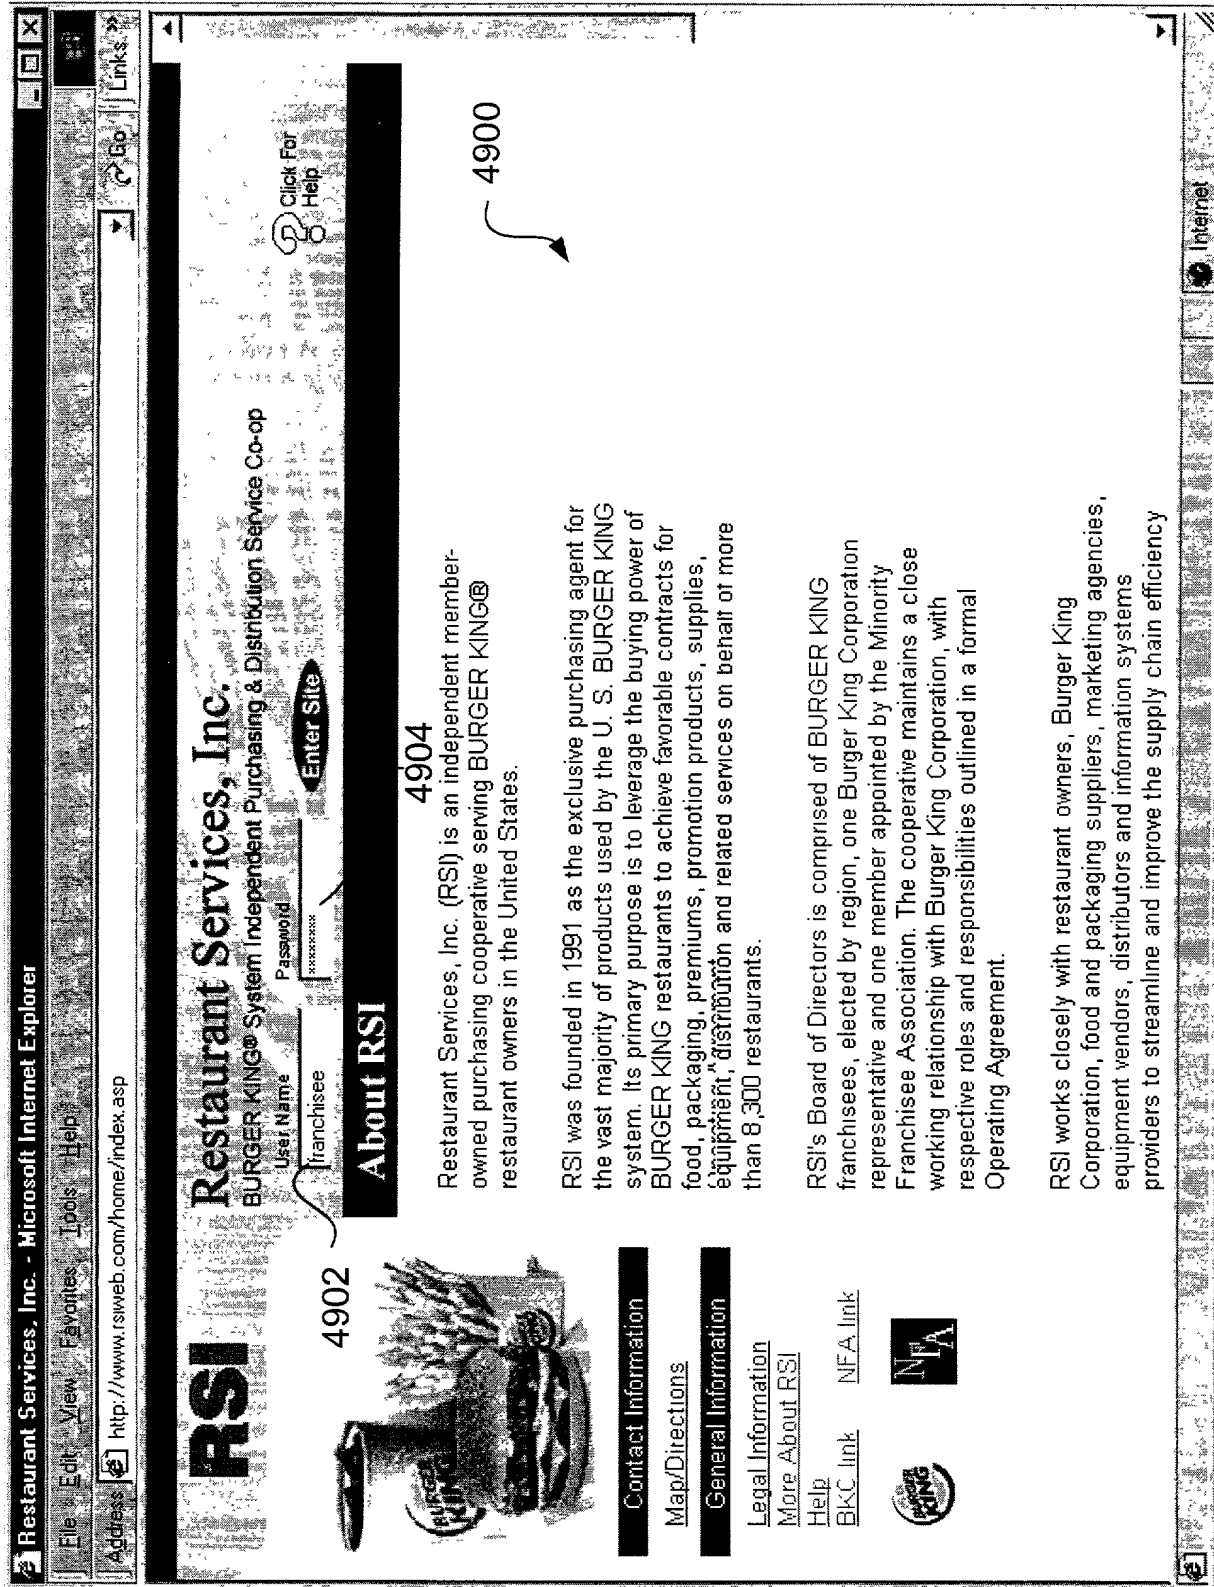 Restaurant Services, Inc. - Microsoft Internet Explorer
File Edit View Favorites Tools Help
Address http://www.rsiweb.com/home/index.asp Go Links »
RSI
Restaurant Services, Inc.
BURGER KING® System Independent Purchasing & Distribution Service Co-op
User Name Password
franchisee ********* Enter Site
Click For
Help
About RSI
4902
4904
4900
BURGER
KING
Contact Information
Map/Directions
General Information
Legal Information
More About RSI
Help
BKC link NFA link
BURGER
KING
NFA
Restaurant Services, Inc. (RSI) is an independent member-
owned purchasing cooperative serving BURGER KING®
restaurant owners in the United States.
RSI was founded in 1991 as the exclusive purchasing agent for
the vast majority of products used by the U. S. BURGER KING
system. Its primary purpose is to leverage the buying power of
BURGER KING restaurants to achieve favorable contracts for
food, packaging, premiums, promotion products, supplies,
equipment, distribution and related services on behalf of more
than 8,300 restaurants.
RSI's Board of Directors is comprised of BURGER KING
franchisees, elected by region, one Burger King Corporation
representative and one member appointed by the Minority
Franchisee Association. The cooperative maintains a close
working relationship with Burger King Corporation, with
respective roles and responsibilities outlined in a formal
Operating Agreement.
RSI works closely with restaurant owners, Burger King
Corporation, food and packaging suppliers, marketing agencies,
equipment vendors, distributors and information systems
providers to streamline and improve the supply chain efficiency
Internet